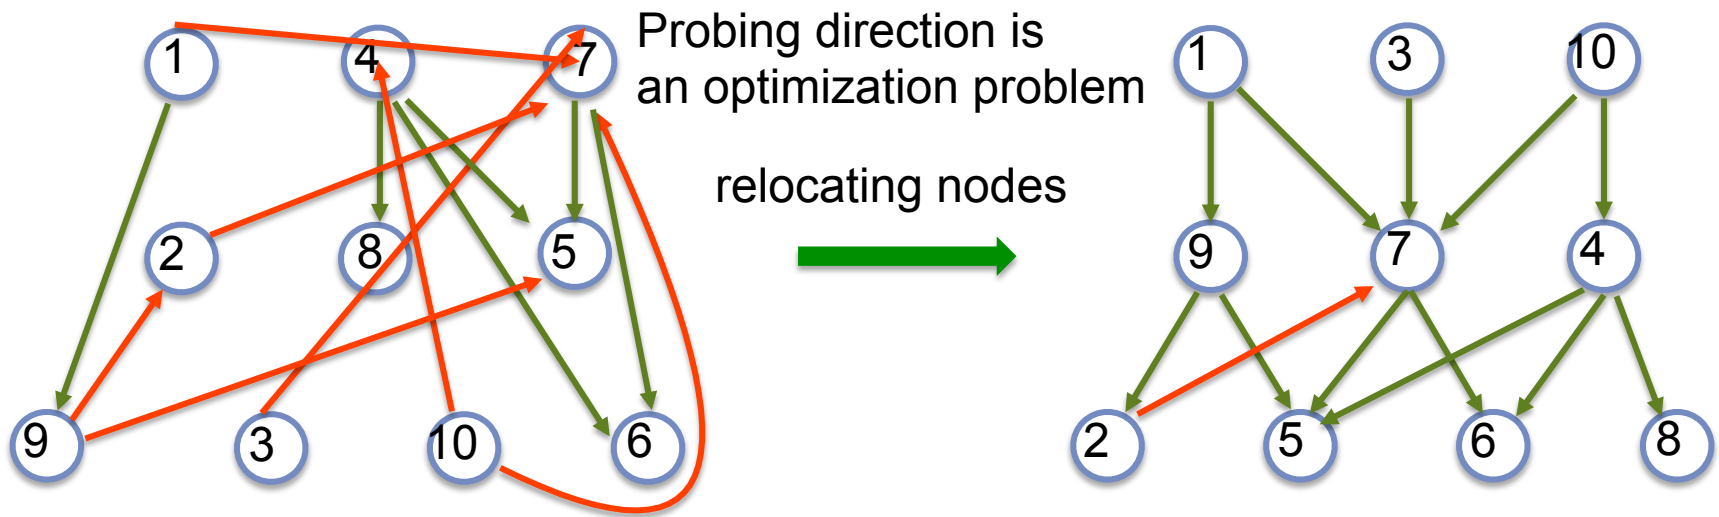 1 4 7
Probing direction is
an optimization problem
1 3 10
relocating nodes
2 8 5
9 7 4
9 3 10 6
2 5 6 8